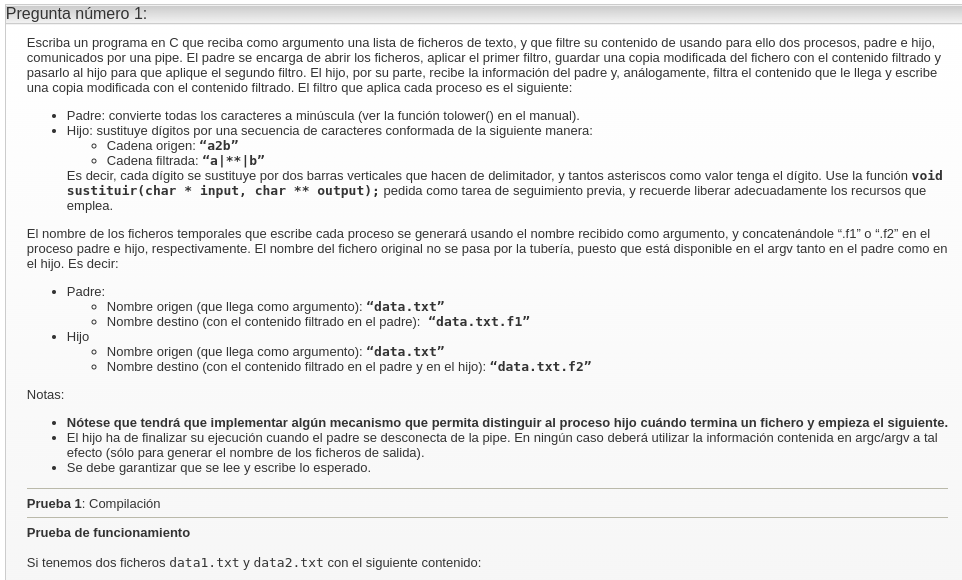 Pregunta número 1:
Escriba un programa en C que reciba como argumento una lista de ficheros de texto, y que filtre su contenido de usando para ello dos procesos, padre e hijo,
comunicados por una pipe. El padre se encarga de abrir los ficheros, aplicar el primer filtro, guardar una copia modificada del fichero con el contenido filtrado y
pasarlo al hijo para que aplique el segundo filtro. El hijo, por su parte, recibe la información del padre y, análogamente, filtra el contenido que le llega y escribe
una copia modificada con el contenido filtrado. El filtro que aplica cada proceso es el siguiente:
• Padre: convierte todas los caracteres a minúscula (ver la función tolower() en el manual).
• Hijo: sustituye dígitos por una secuencia de caracteres conformada de la siguiente manera:
◦ Cadena origen: “a2b”
◦ Cadena filtrada: “a|**|b”
Es decir, cada dígito se sustituye por dos barras verticales que hacen de delimitador, y tantos asteriscos como valor tenga el dígito. Use la función void
sustituir(char * input, char ** output); pedida como tarea de seguimiento previa, y recuerde liberar adecuadamente los recursos que
emplea.
El nombre de los ficheros temporales que escribe cada proceso se generará usando el nombre recibido como argumento, y concatenándole “.f1” o “.f2” en el
proceso padre e hijo, respectivamente. El nombre del fichero original no se pasa por la tubería, puesto que está disponible en el argv tanto en el padre como en
el hijo. Es decir:
• Padre:
◦ Nombre origen (que llega como argumento): “data.txt”
◦ Nombre destino (con el contenido filtrado en el padre): “data.txt.f1”
• Hijo
◦ Nombre origen (que llega como argumento): “data.txt”
◦ Nombre destino (con el contenido filtrado en el padre y en el hijo): “data.txt.f2”
Notas:
• Nótese que tendrá que implementar algún mecanismo que permita distinguir al proceso hijo cuándo termina un fichero y empieza el siguiente.
• El hijo ha de finalizar su ejecución cuando el padre se desconecta de la pipe. En ningún caso deberá utilizar la información contenida en argc/argv a tal
efecto (sólo para generar el nombre de los ficheros de salida).
• Se debe garantizar que se lee y escribe lo esperado.
Prueba 1: Compilación
Prueba de funcionamiento
Si tenemos dos ficheros data1.txt y data2.txt con el siguiente contenido: